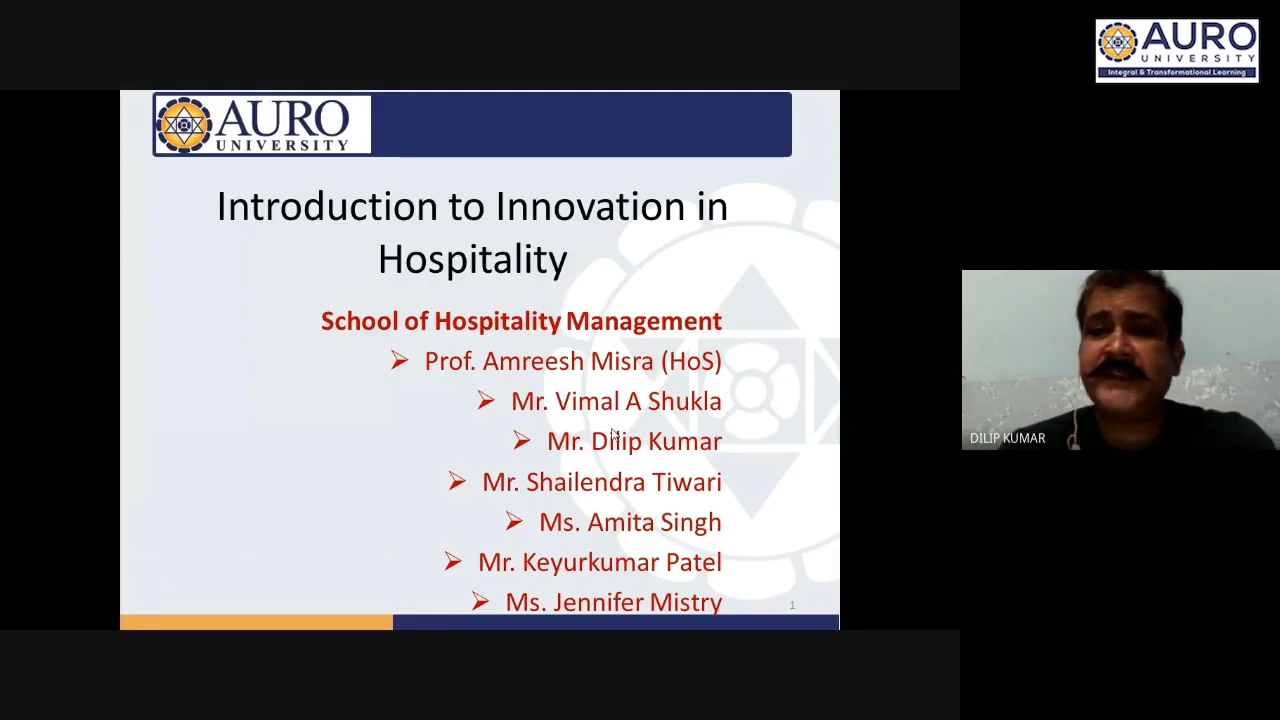 AURO
UNIVERSITY
Integral & Transformational Learning
AURO
UNIVERSITY
Introduction to Innovation in
Hospitality
School of Hospitality Management
➢ Prof. Amreesh Misra (HoS)
➢ Mr. Vimal A Shukla
➢ Mr. Dilip Kumar
➢ Mr. Shailendra Tiwari
➢ Ms. Amita Singh
➢ Mr. Keyurkumar Patel
➢ Ms. Jennifer Mistry
1
DILIP KUMAR